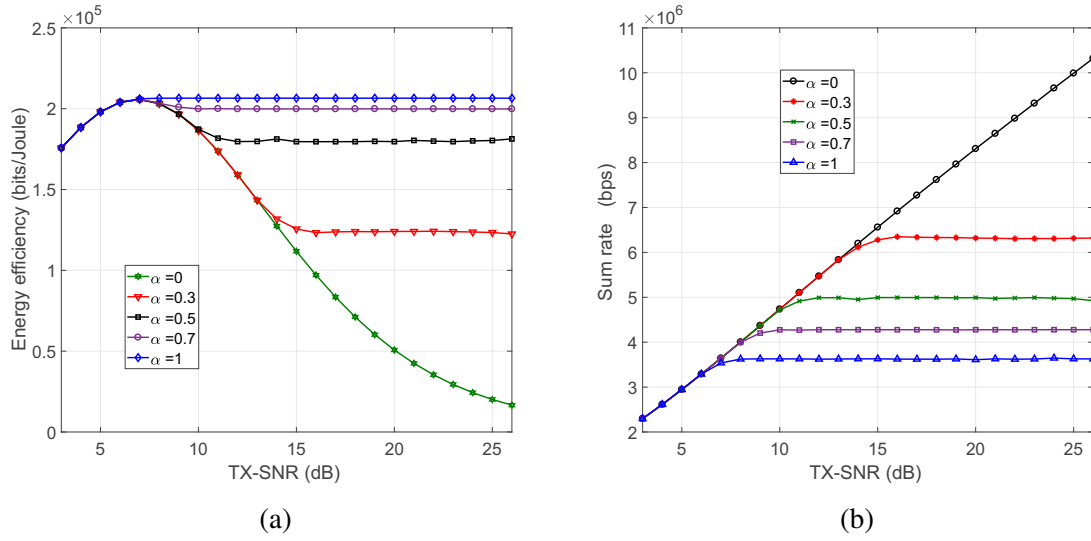 ×10^5
2.5
2
1.5
1
0.5
0
5
10
15
20
25
TX-SNR (dB)
Energy efficiency (bits/Joule)
α =0
α =0.3
α =0.5
α =0.7
α =1
(a)
×10^6
11
10
9
8
7
6
5
4
3
2
5
10
15
20
25
TX-SNR (dB)
Sum rate (bps)
α =0
α =0.3
α =0.5
α =0.7
α =1
(b)